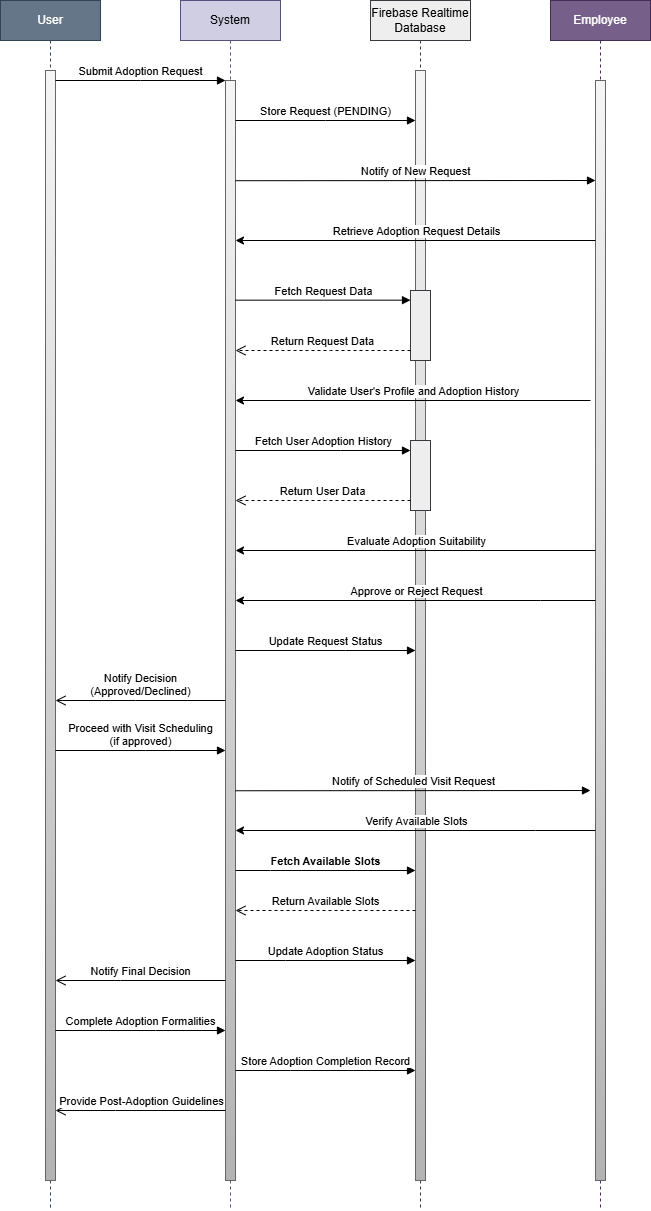 User
System
Firebase Realtime
Database
Employee
Submit Adoption Request
Store Request (PENDING)
Notify of New Request
Retrieve Adoption Request Details
Fetch Request Data
Return Request Data
Validate User's Profile and Adoption History
Fetch User Adoption History
Return User Data
Evaluate Adoption Suitability
Approve or Reject Request
Update Request Status
Notify Decision
(Approved/Declined)
Proceed with Visit Scheduling
(if approved)
Notify of Scheduled Visit Request
Verify Available Slots
Fetch Available Slots
Return Available Slots
Update Adoption Status
Notify Final Decision
Complete Adoption Formalities
Store Adoption Completion Record
Provide Post-Adoption Guidelines